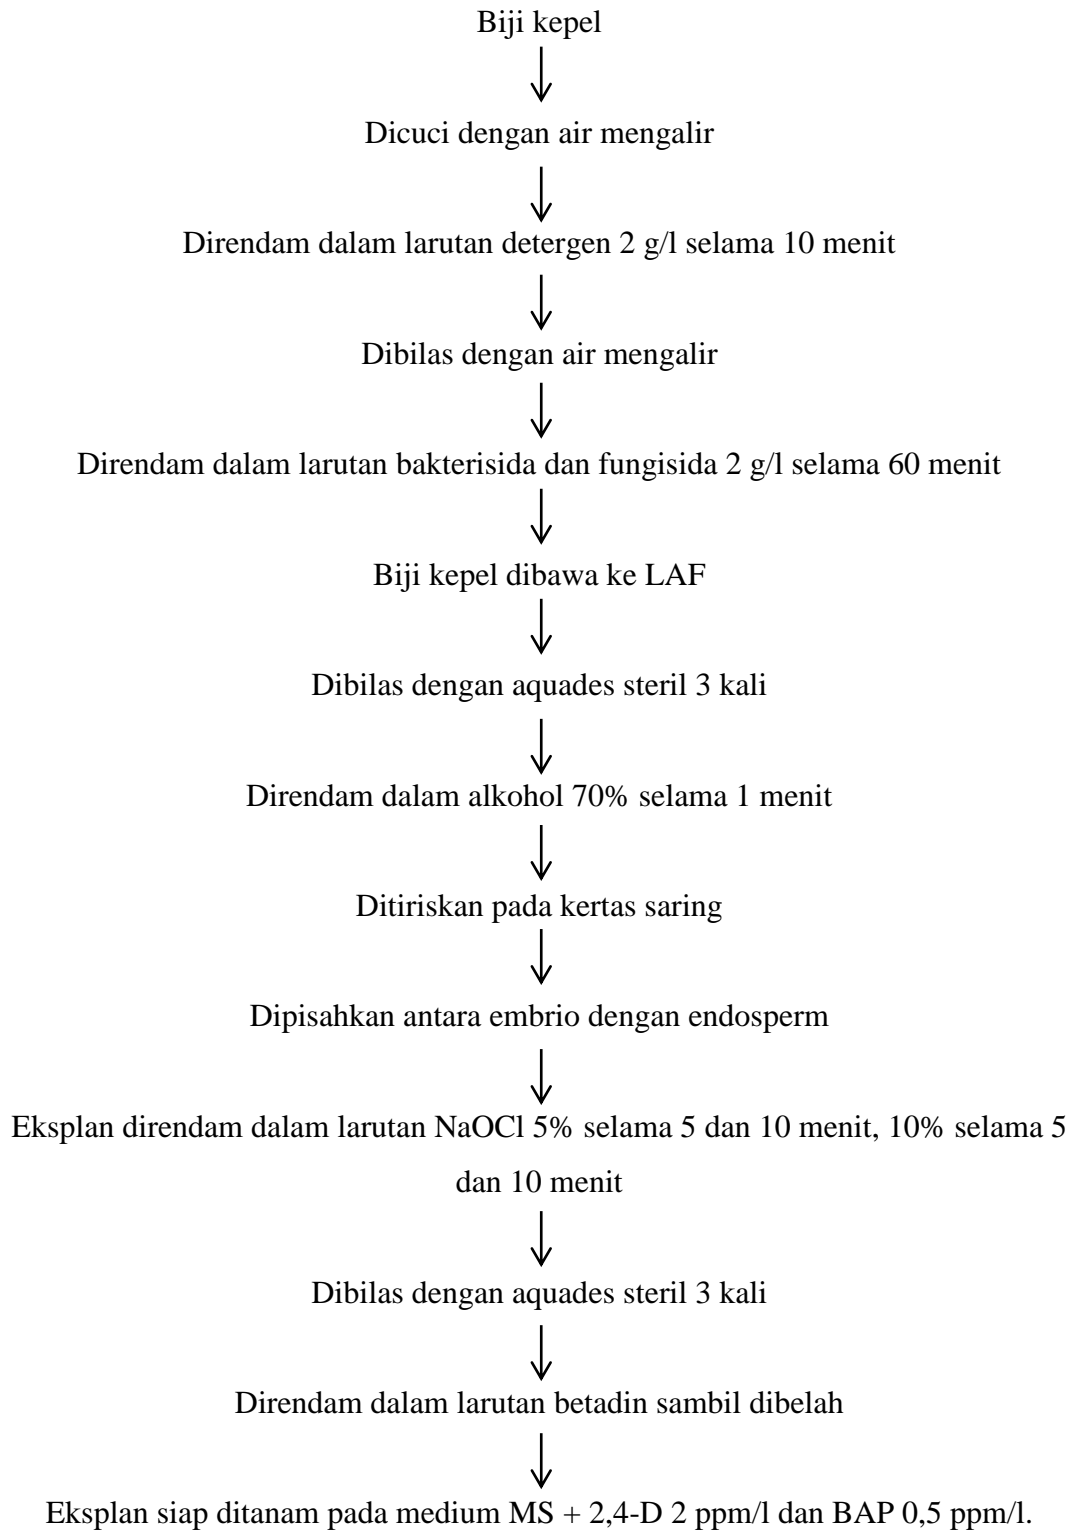 Biji kepel
Dicuci dengan air mengalir
Direndam dalam larutan detergen 2 g/l selama 10 menit
Dibilas dengan air mengalir
Direndam dalam larutan bakterisida dan fungisida 2 g/l selama 60 menit
Biji kepel dibawa ke LAF
Dibilas dengan aquades steril 3 kali
Direndam dalam alkohol 70% selama 1 menit
Ditiriskan pada kertas saring
Dipisahkan antara embrio dengan endosperm
Eksplan direndam dalam larutan NaOCl 5% selama 5 dan 10 menit, 10% selama 5
dan 10 menit
Dibilas dengan aquades steril 3 kali
Direndam dalam larutan betadin sambil dibelah
Eksplan siap ditanam pada medium MS + 2,4-D 2 ppm/l dan BAP 0,5 ppm/l.